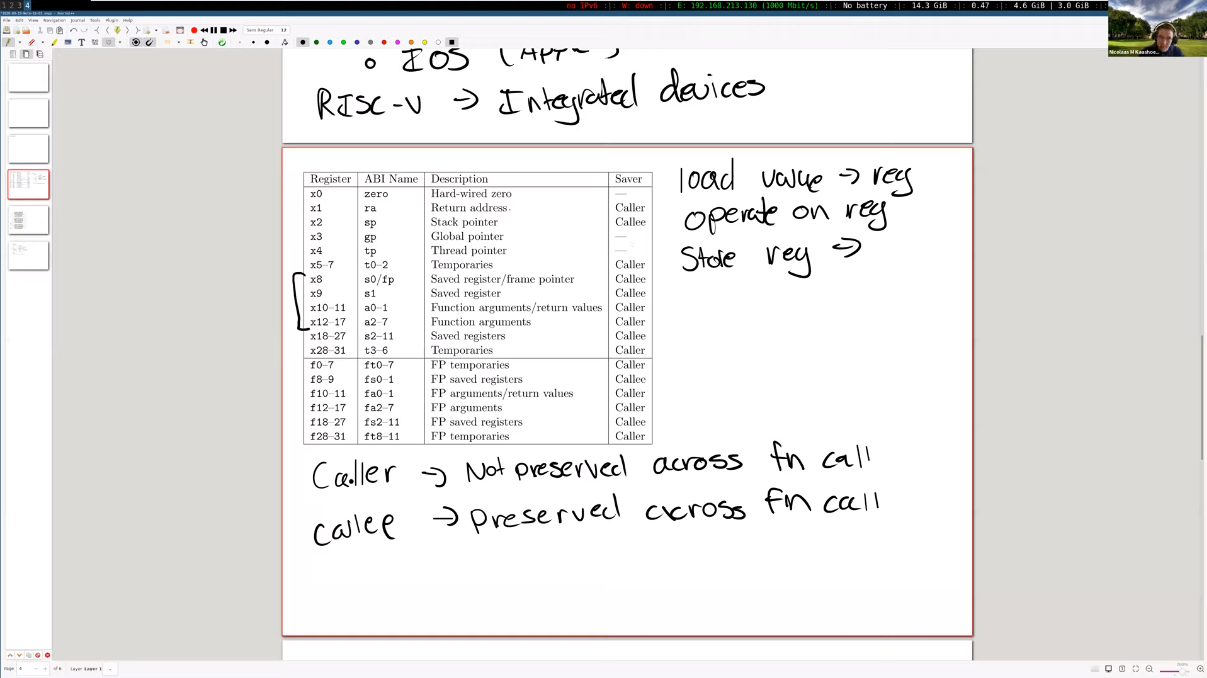 1 2 3 4
no IPv6 | W: down | E: 192.168.213.130 (1000 Mbit/s) | No battery | 14.3 GiB | 0.47 | 4.6 GiB | 3.0 GiB
File Edit View Navigation Journal Tools Plugin Help
Sans Regular 12
Nicolaas M Kaashoe...
o IOS (Apple)
RISC-V → Integrated devices
Register ABI Name Description Saver
x0 zero Hard-wired zero —
x1 ra Return address Caller
x2 sp Stack pointer Callee
x3 gp Global pointer —
x4 tp Thread pointer —
x5–7 t0–2 Temporaries Caller
x8 s0/fp Saved register/frame pointer Callee
x9 s1 Saved register Callee
x10–11 a0–1 Function arguments/return values Caller
x12–17 a2–7 Function arguments Caller
x18–27 s2–11 Saved registers Callee
x28–31 t3–6 Temporaries Caller
f0–7 ft0–7 FP temporaries Caller
f8–9 fs0–1 FP saved registers Callee
f10–11 fa0–1 FP arguments/return values Caller
f12–17 fa2–7 FP arguments Caller
f18–27 fs2–11 FP saved registers Callee
f28–31 ft8–11 FP temporaries Caller
load value → reg
operate on reg
Store reg →
Caller → Not preserved across fn call
callee → preserved across fn call
Page 4 of 6 Layer Layer 1